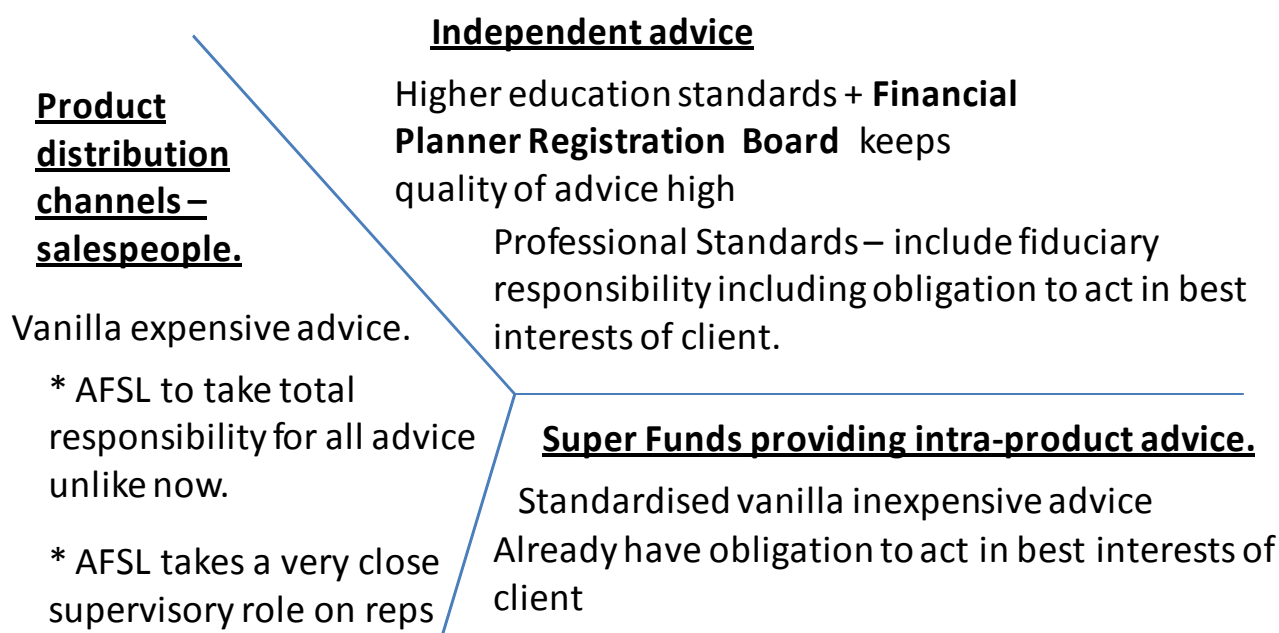 Independent advice
Higher education standards + Financial
Planner Registration Board keeps
quality of advice high
Professional Standards – include fiduciary
responsibility including obligation to act in best
interests of client.
Product
distribution
channels –
salespeople.
Vanilla expensive advice.
* AFSL to take total
responsibility for all advice
unlike now.
* AFSL takes a very close
supervisory role on reps
Super Funds providing intra-product advice.
Standardised vanilla inexpensive advice
Already have obligation to act in best interests of
client